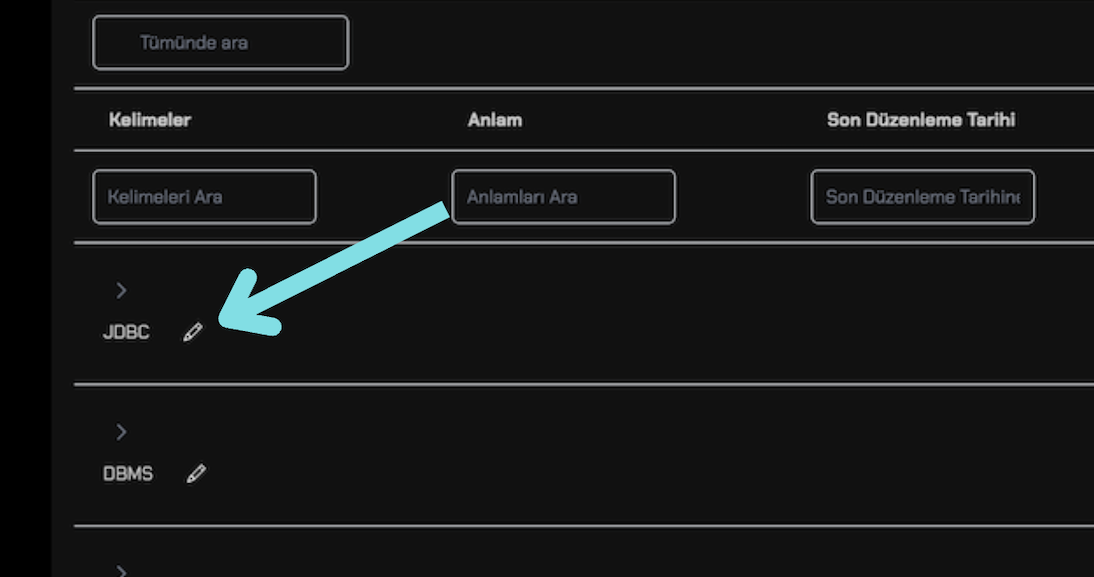 Tümünde ara
Kelimeler Anlam Son Düzenleme Tarihi
Kelimeleri Ara Anlamları Ara Son Düzenleme Tarihine
JDBC
DBMS